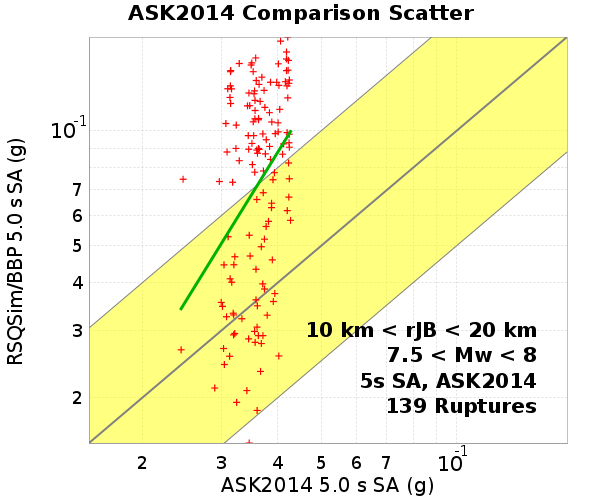 ASK2014 Comparison Scatter
RSQSim/BBP 5.0 s SA (g)
10-1
7
6
5
4
3
2
10 km < rJB < 20 km
7.5 < Mw < 8
5s SA, ASK2014
139 Ruptures
2 3 4 5 6 7 10-1
ASK2014 5.0 s SA (g)